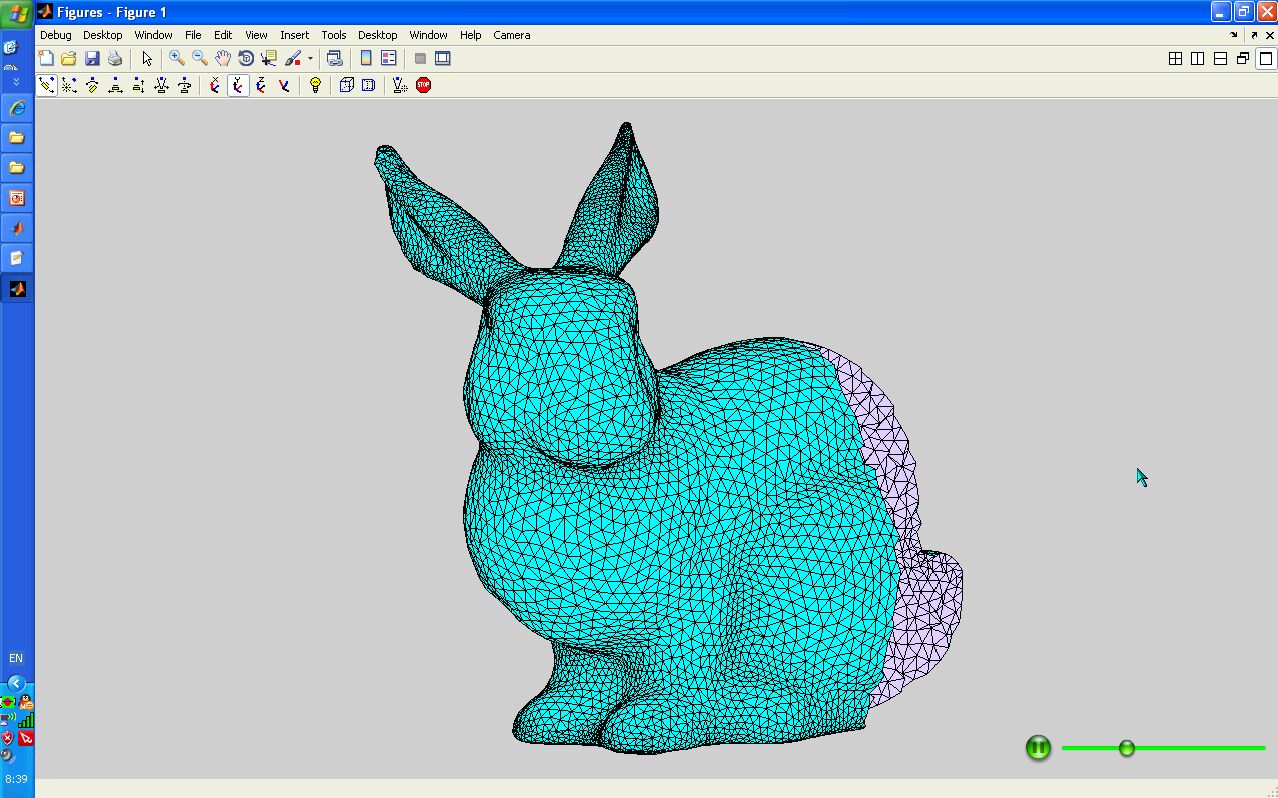 Figures - Figure 1
Debug Desktop Window File Edit View Insert Tools Desktop Window Help Camera
STOP
EN
8:39